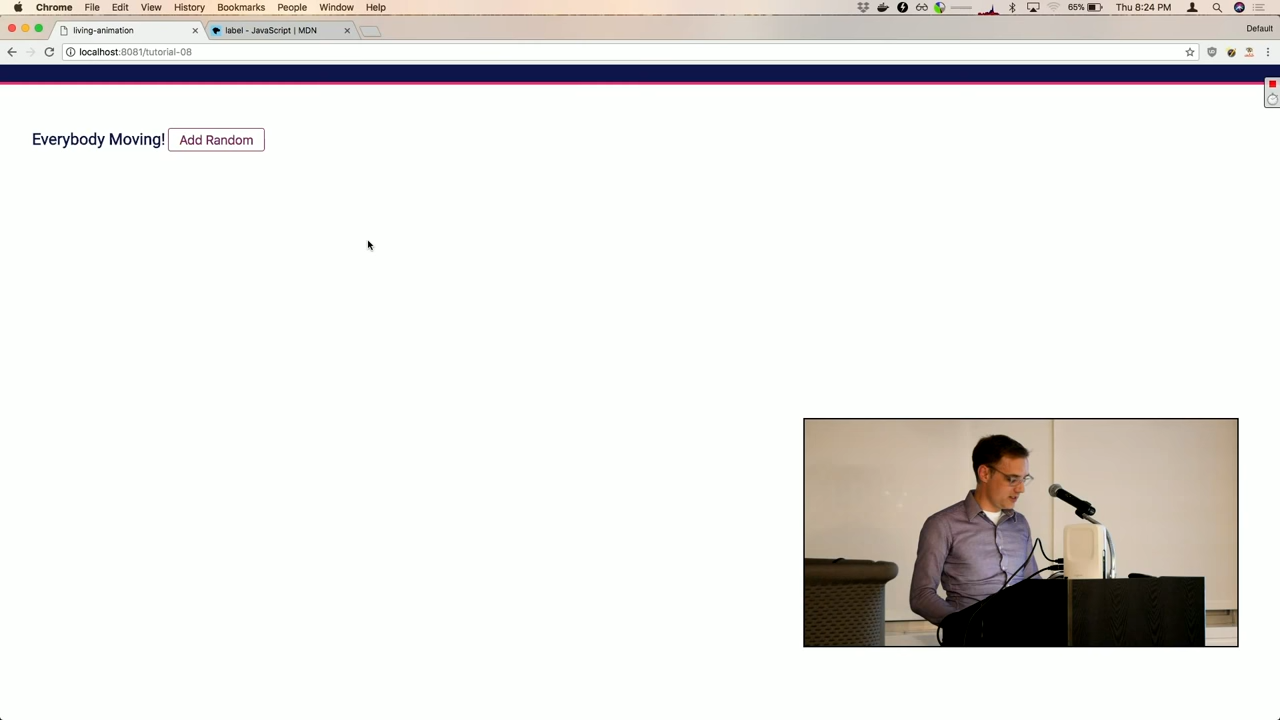 Chrome File Edit View History Bookmarks People Window Help 65% Thu 8:24 PM
living-animation label - JavaScript | MDN Default
localhost:8081/tutorial-08
Everybody Moving! Add Random